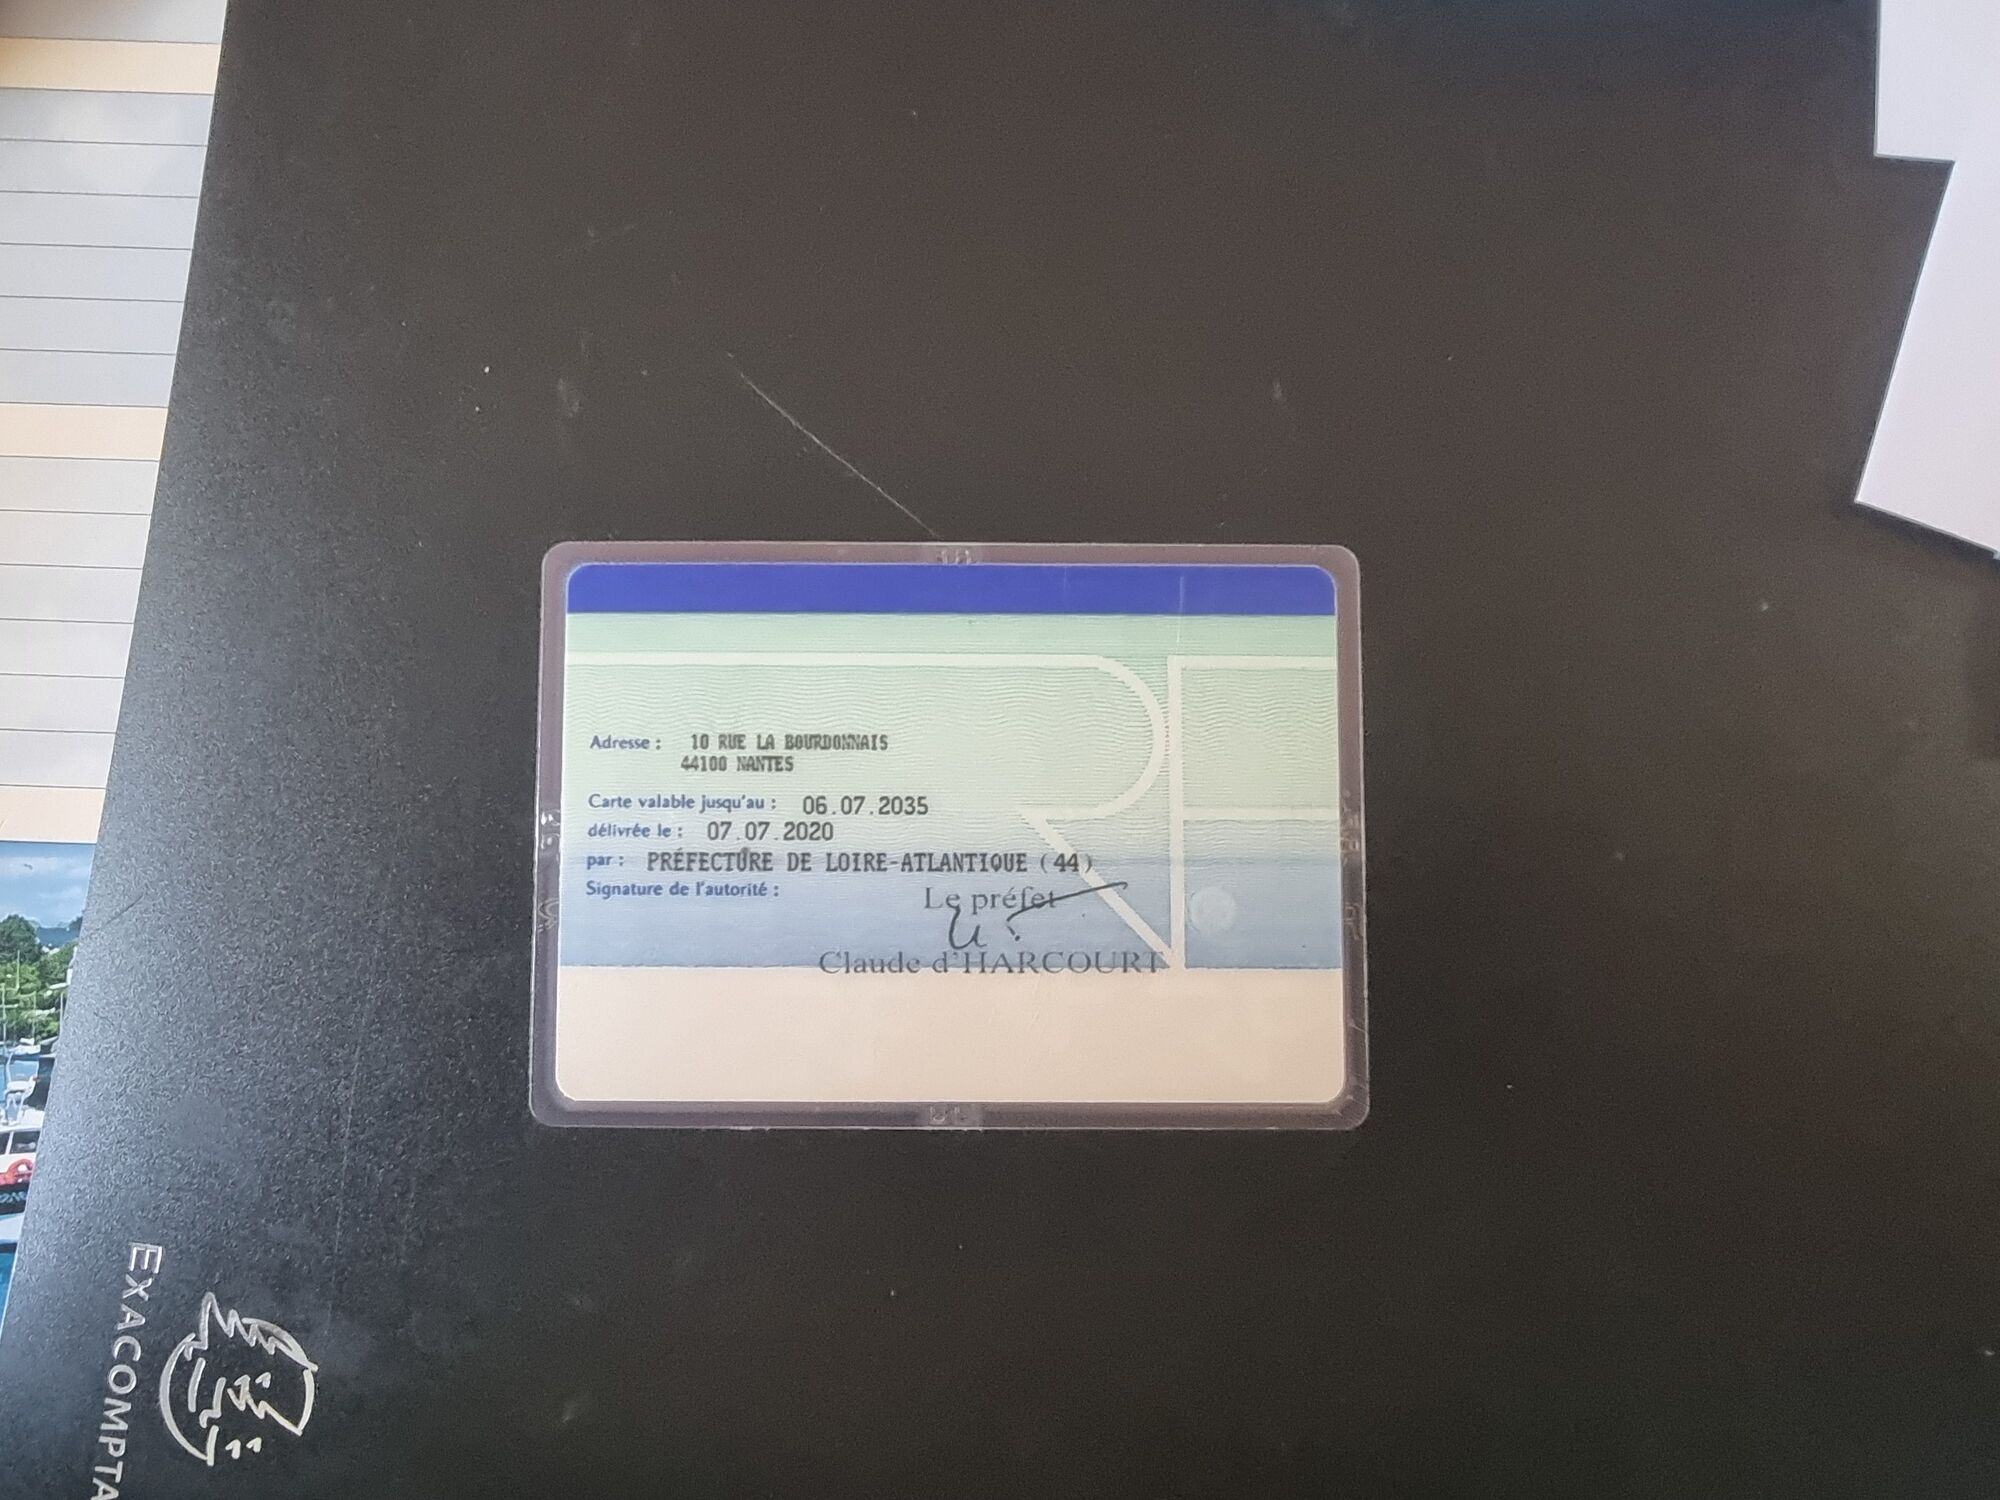 Adresse : 10 RUE LA BOURDONNAIS
44100 NANTES
Carte valable jusqu'au : 06.07.2035
délivrée le : 07.07.2020
par : PRÉFECTURE DE LOIRE-ATLANTIQUE (44)
Signature de l'autorité :
Le préfet
Claude d'HARCOURT
RF
EXACOMPTA